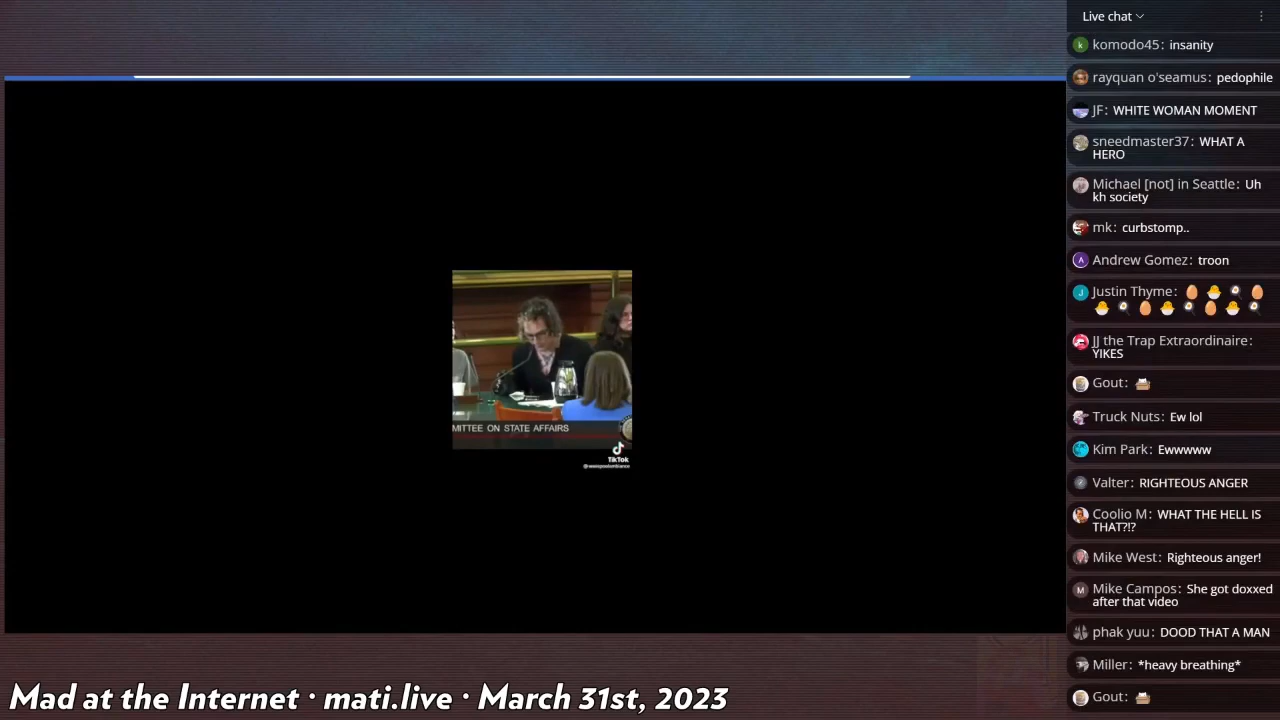 Live chat
komodo45: insanity
rayquan o'seamus: pedophile
JF: WHITE WOMAN MOMENT
sneedmaster37: WHAT A
HERO
Michael [not] in Seattle: Uh
kh society
mk: curbstomp..
Andrew Gomez: troon
Justin Thyme:
JJ the Trap Extraordinaire:
YIKES
Gout:
Truck Nuts: Ew lol
Kim Park: Ewwwww
Valter: RIGHTEOUS ANGER
Coolio M: WHAT THE HELL IS
THAT?!?
Mike West: Righteous anger!
Mike Campos: She got doxxed
after that video
phak yuu: DOOD THAT A MAN
Miller: *heavy breathing*
Gout:
MITTEE ON STATE AFFAIRS
TikTok
Mad at the Internet · mati.live · March 31st, 2023